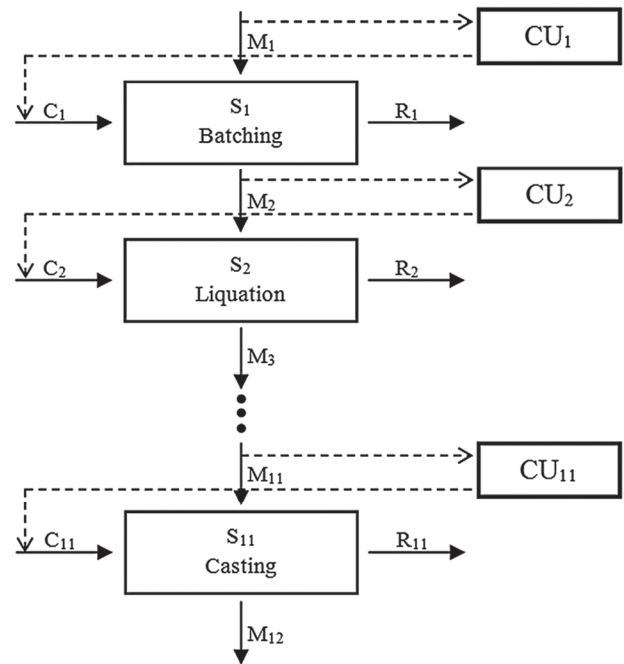 M₁
CU₁
C₁
S₁
Batching
R₁
M₂
CU₂
C₂
S₂
Liquation
R₂
M₃
M₁₁
CU₁₁
C₁₁
S₁₁
Casting
R₁₁
M₁₂